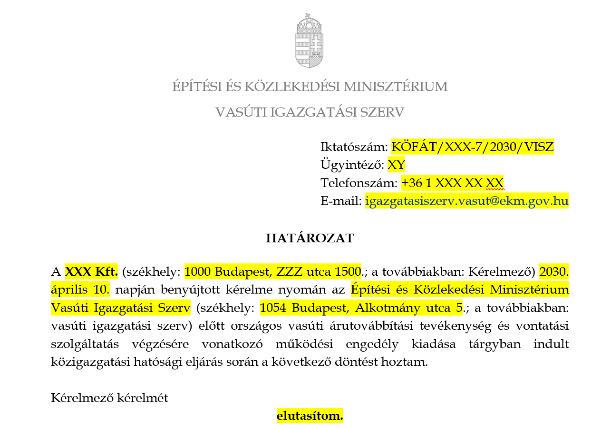 ÉPÍTÉSI ÉS KÖZLEKEDÉSI MINISZTÉRIUM
VASÚTI IGAZGATÁSI SZERV
Iktatószám: KÖFÁT/XXX-7/2030/VISZ
Ügyintéző: XY
Telefonszám: +36 1 XXX XX XX
E-mail: igazgatasiszerv.vasut@ekm.gov.hu
HATÁROZAT
A XXX Kft. (székhely: 1000 Budapest, ZZZ utca 1500.; a továbbiakban: Kérelmező) 2030.
április 10. napján benyújtott kérelme nyomán az Építési és Közlekedési Minisztérium
Vasúti Igazgatási Szerv (székhely: 1054 Budapest, Alkotmány utca 5.; a továbbiakban:
vasúti igazgatási szerv) előtt országos vasúti árutovábbítási tevékenység és vontatási
szolgáltatás végzésére vonatkozó működési engedély kiadása tárgyban indult
közigazgatási hatósági eljárás során a következő döntést hoztam.
Kérelmező kérelmét
elutasítom.